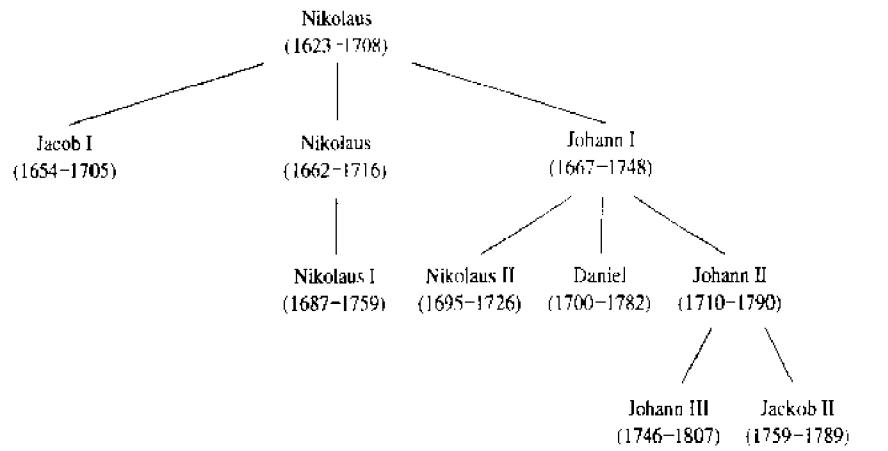 Nikolaus
(1623-1708)
Jacob I
(1654-1705)
Nikolaus
(1662-1716)
Johann I
(1667-1748)
Nikolaus I
(1687-1759)
Nikolaus II
(1695-1726)
Daniel
(1700-1782)
Johann II
(1710-1790)
Johann III
(1746-1807)
Jackob II
(1759-1789)